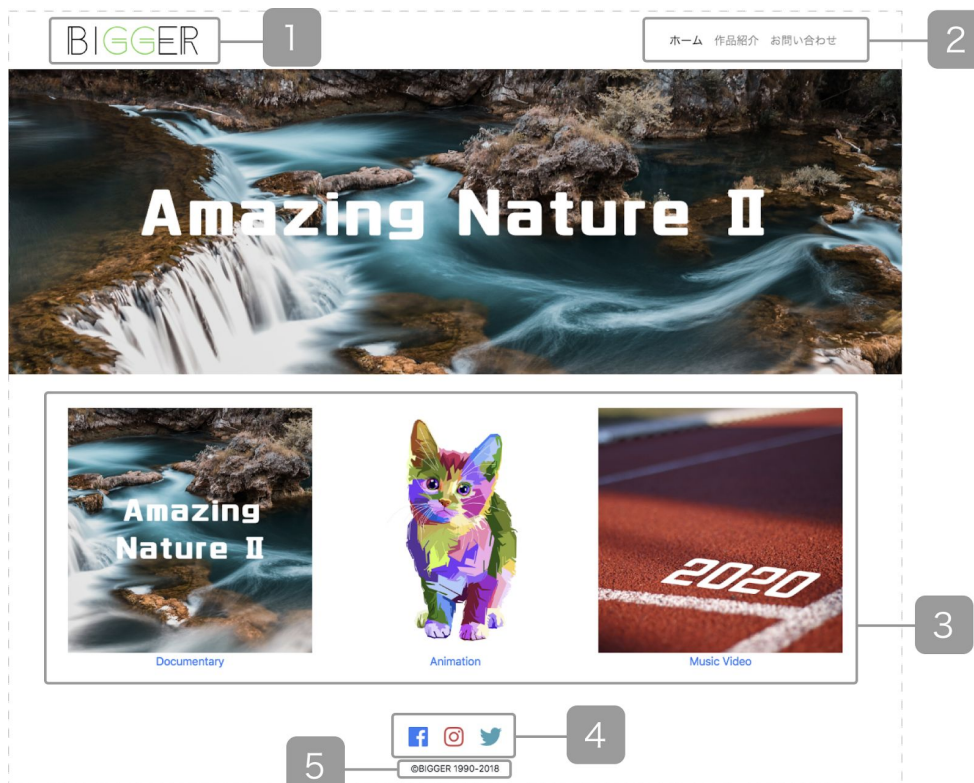 BIGGER
1
ホーム 作品紹介 お問い合わせ
2
Amazing Nature Ⅱ
Amazing
Nature Ⅱ
2020
Documentary
Animation
Music Video
3
4
©BIGGER 1990-2018
5